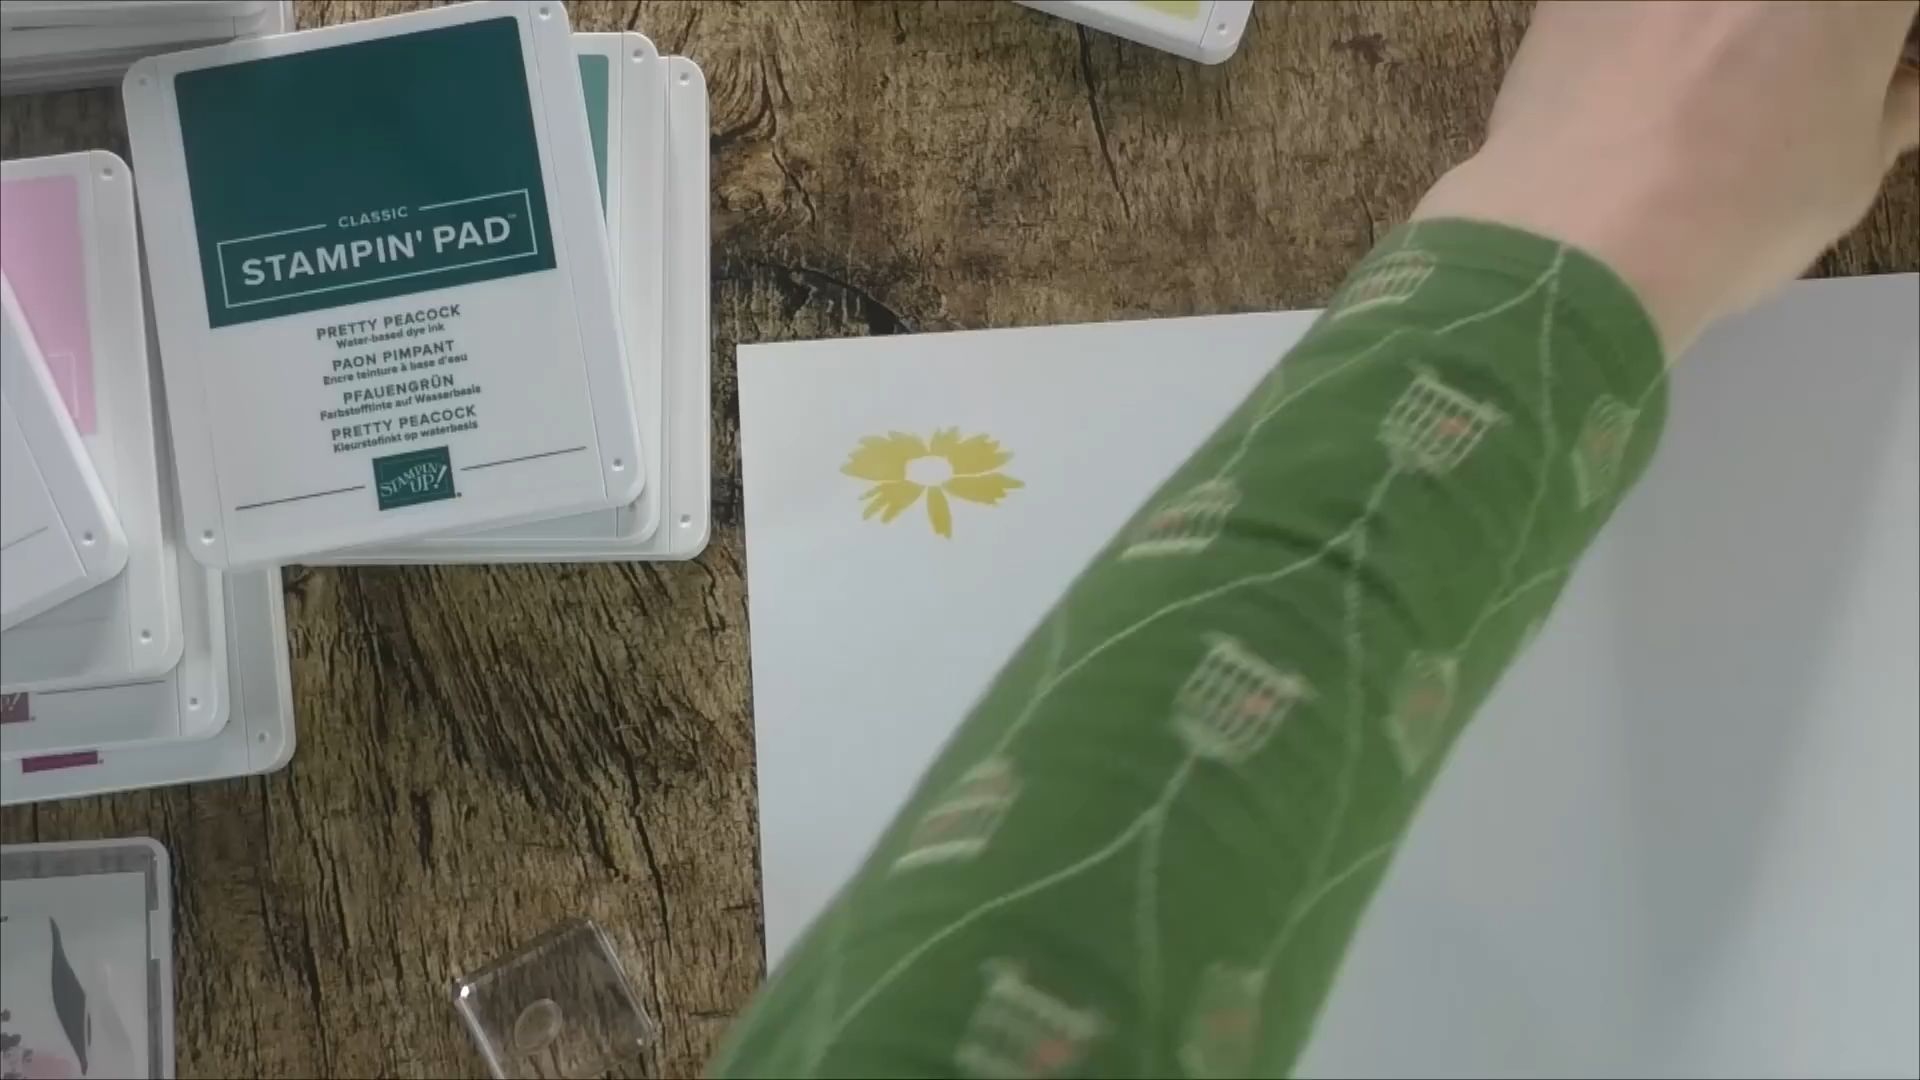 CLASSIC
STAMPIN' PAD™
PRETTY PEACOCK
Water-based dye ink
PAON PIMPANT
Encre teinture à base d'eau
PFAUENGRÜN
Farbstofftinte auf Wasserbasis
PRETTY PEACOCK
Kleurstofinkt op waterbasis
STAMPIN'
UP!